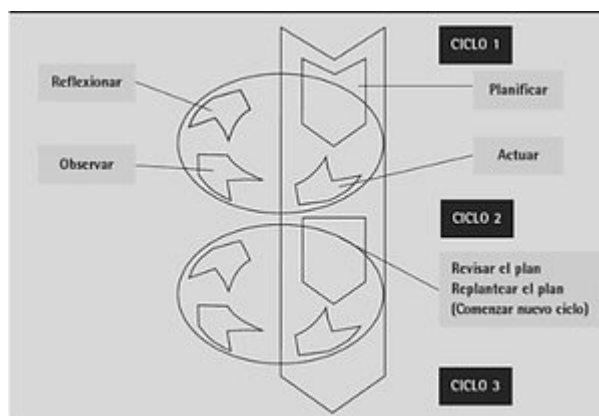 CICLO 1
Reflexionar
Planificar
Observar
Actuar
CICLO 2
Revisar el plan
Replantear el plan
(Comenzar nuevo ciclo)
CICLO 3